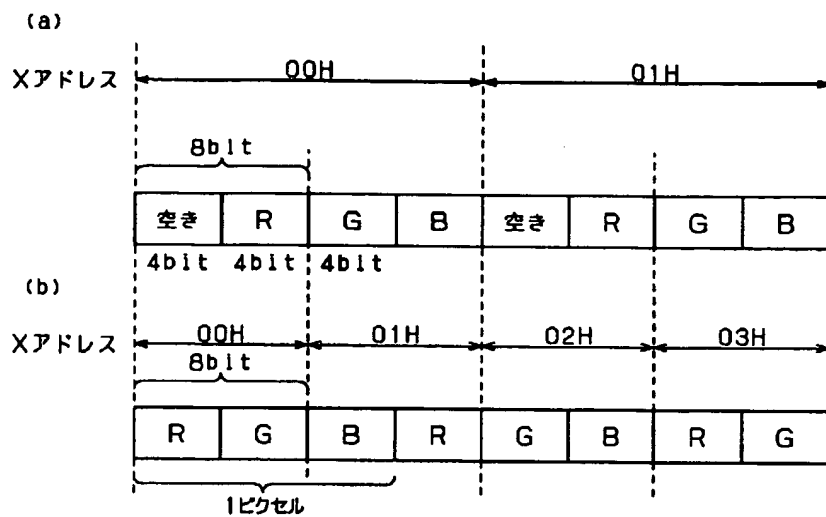 (a)
Xアドレス 00H 01H
8bit
空き R G B 空き R G B
4bit 4bit 4bit
(b)
Xアドレス 00H 01H 02H 03H
8bit
R G B R G B R G
1ピクセル